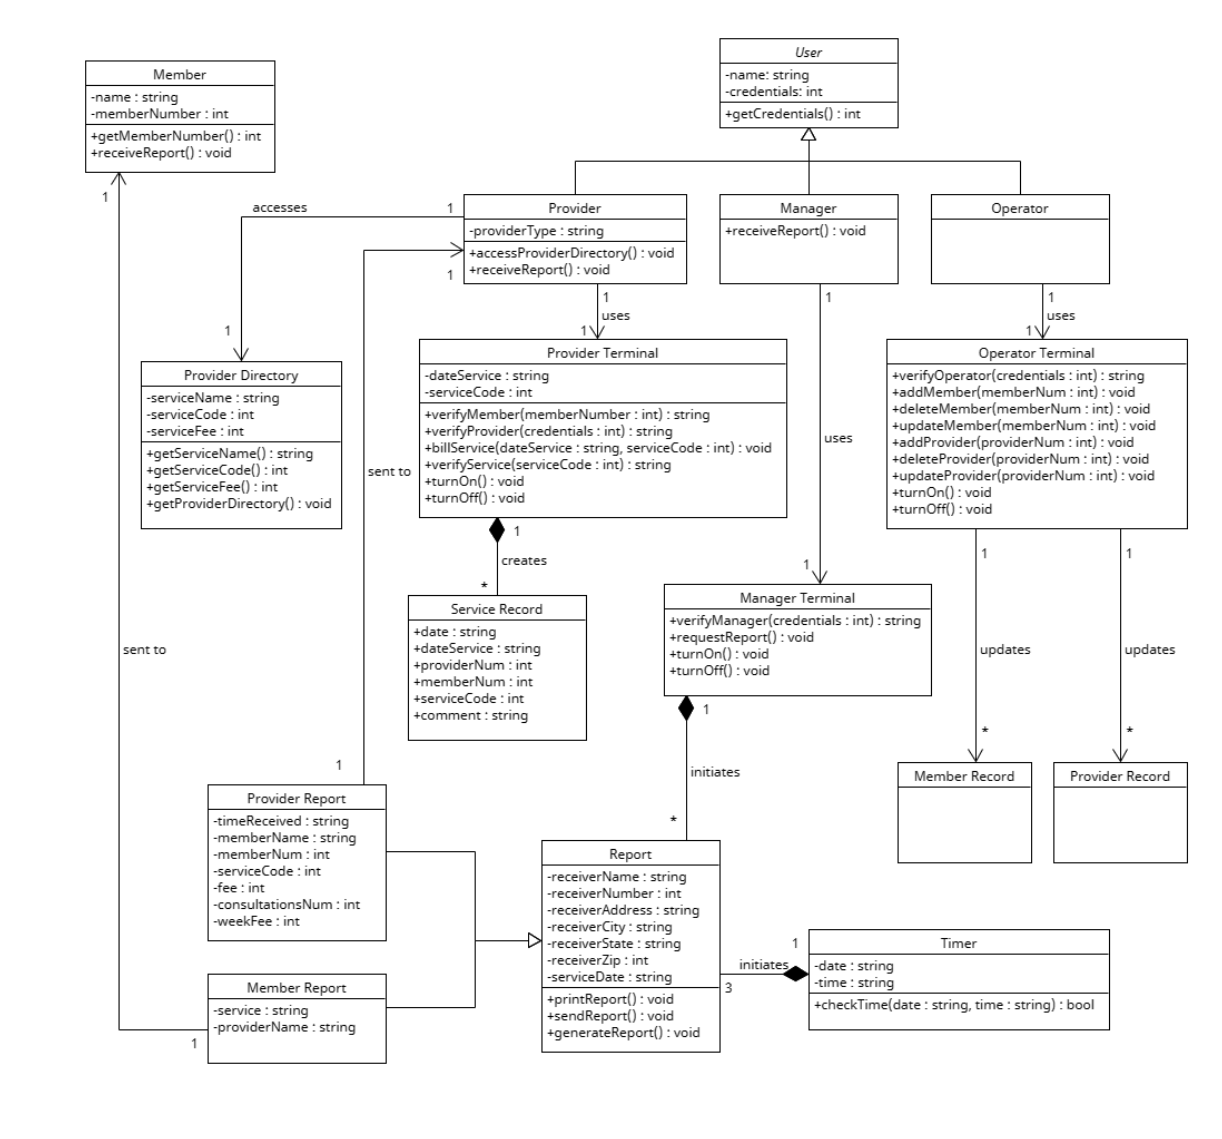 User
-name: string
-credentials: int
+getCredentials() : int
Member
-name : string
-memberNumber : int
+getMemberNumber() : int
+receiveReport() : void
1
accesses
1
Provider
-providerType : string
+accessProviderDirectory() : void
+receiveReport() : void
Manager
+receiveReport() : void
Operator
1
1
uses
1
1
1
uses
1
1
Provider Directory
-serviceName : string
-serviceCode : int
-serviceFee : int
+getServiceName() : string
+getServiceCode() : int
+getServiceFee() : int
+getProviderDirectory() : void
sent to
Provider Terminal
-dateService : string
-serviceCode : int
+verifyMember(memberNumber : int) : string
+verifyProvider(credentials : int) : string
+billService(dateService : string, serviceCode : int) : void
+verifyService(serviceCode : int) : string
+turnOn() : void
+turnOff() : void
uses
Operator Terminal
+verifyOperator(credentials : int) : string
+addMember(memberNum : int) : void
+deleteMember(memberNum : int) : void
+updateMember(memberNum : int) : void
+addProvider(providerNum : int) : void
+deleteProvider(providerNum : int) : void
+updateProvider(providerNum : int) : void
+turnOn() : void
+turnOff() : void
1
creates
*
1
1
1
Service Record
+date : string
+dateService : string
+providerNum : int
+memberNum : int
+serviceCode : int
+comment : string
Manager Terminal
+verifyManager(credentials : int) : string
+requestReport() : void
+turnOn() : void
+turnOff() : void
sent to
updates
updates
1
initiates
*
*
*
Member Record
Provider Record
1
Provider Report
-timeReceived : string
-memberName : string
-memberNum : int
-serviceCode : int
-fee : int
-consultationsNum : int
-weekFee : int
Report
-receiverName : string
-receiverNumber : int
-receiverAddress : string
-receiverCity : string
-receiverState : string
-receiverZip : int
-serviceDate : string
+printReport() : void
+sendReport() : void
+generateReport() : void
1
initiates
3
Timer
-date : string
-time : string
+checkTime(date : string, time : string) : bool
Member Report
-service : string
-providerName : string
1